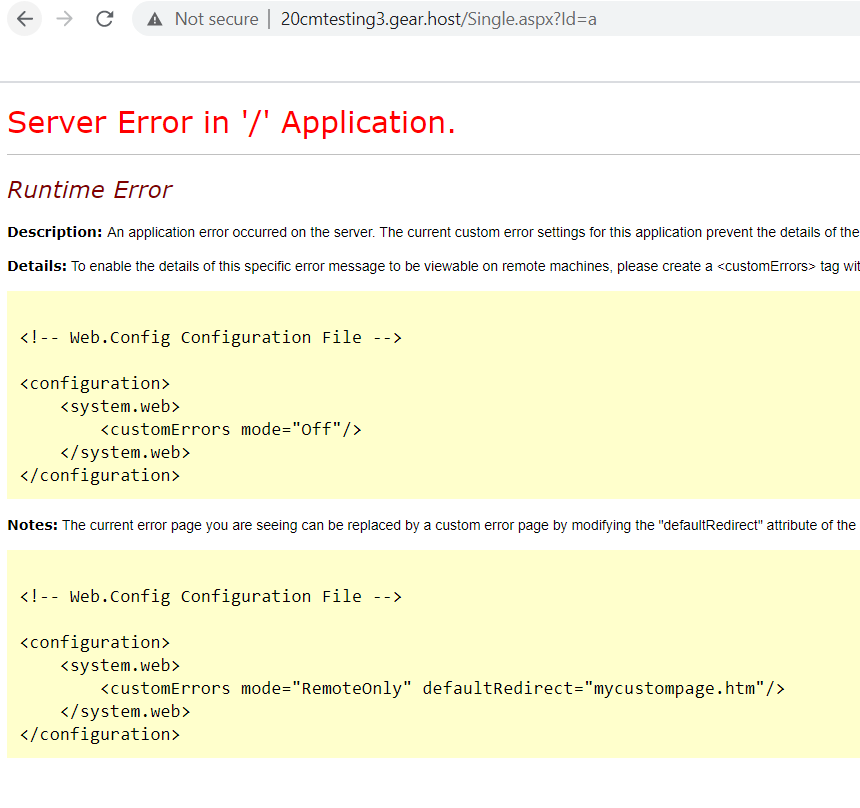 Not secure | 20cmtesting3.gear.host/Single.aspx?Id=a
Server Error in '/' Application.
Runtime Error
Description: An application error occurred on the server. The current custom error settings for this application prevent the details of the
Details: To enable the details of this specific error message to be viewable on remote machines, please create a <customErrors> tag wit
<!-- Web.Config Configuration File -->
<configuration>
    <system.web>
        <customErrors mode="Off"/>
    </system.web>
</configuration>
Notes: The current error page you are seeing can be replaced by a custom error page by modifying the "defaultRedirect" attribute of the
<!-- Web.Config Configuration File -->
<configuration>
    <system.web>
        <customErrors mode="RemoteOnly" defaultRedirect="mycustompage.htm"/>
    </system.web>
</configuration>